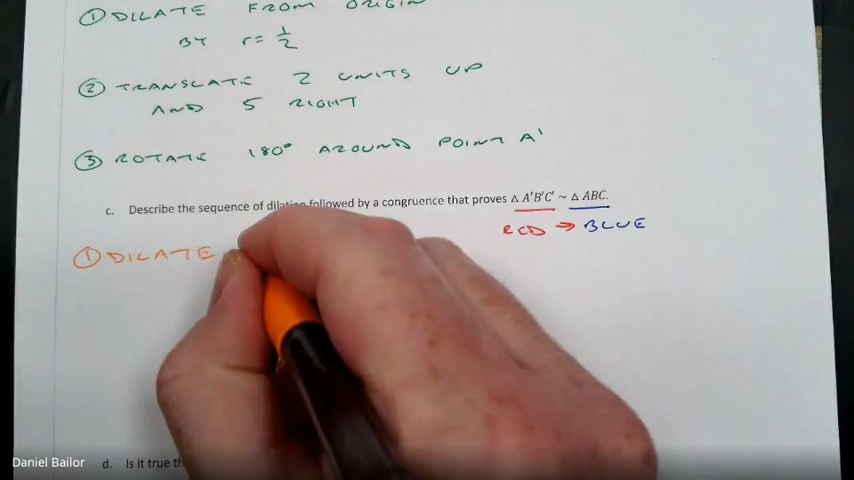 ① DILATE FROM ORIGIN
BY r = 1/2
② TRANSLATE 2 UNITS UP
AND 5 RIGHT
③ ROTATE 180° AROUND POINT A'
c. Describe the sequence of dilation followed by a congruence that proves △ A'B'C' ~ △ ABC.
RED → BLUE
① DILATE
d. Is it true
Daniel Bailor